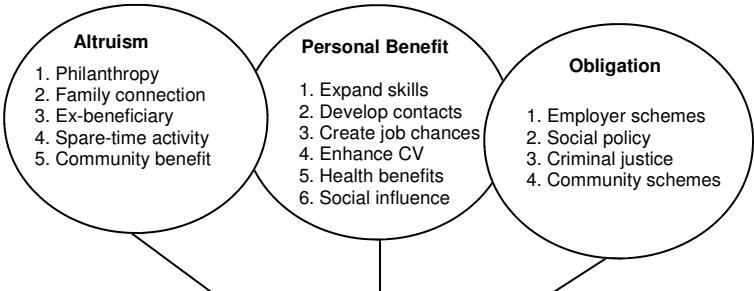 Altruism
1. Philanthropy
2. Family connection
3. Ex-beneficiary
4. Spare-time activity
5. Community benefit
Personal Benefit
1. Expand skills
2. Develop contacts
3. Create job chances
4. Enhance CV
5. Health benefits
6. Social influence
Obligation
1. Employer schemes
2. Social policy
3. Criminal justice
4. Community schemes